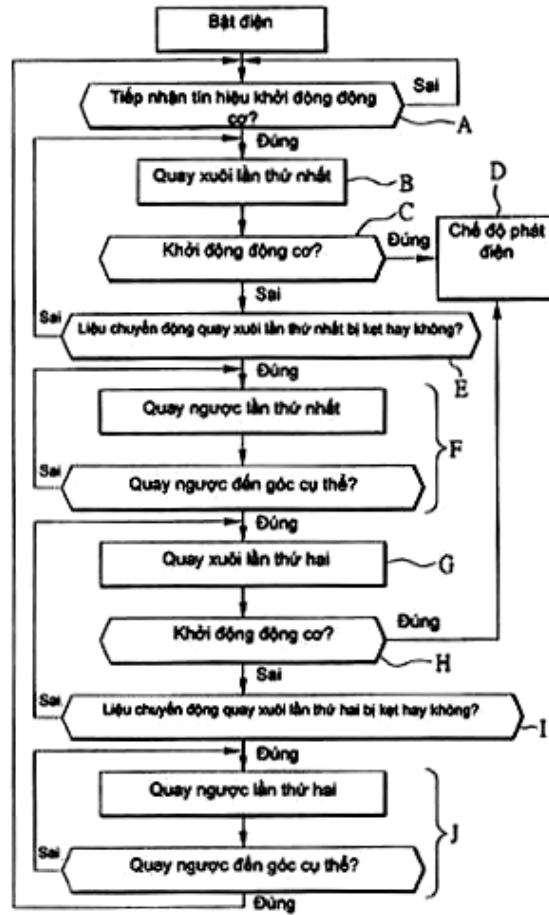 Bật điện
Sai
Tiếp nhận tín hiệu khởi động động
cơ?
A
Đúng
Quay xuôi lần thứ nhất
B
C
D
Khởi động động cơ?
Đúng
Chế độ phát
điện
Sai
Sai
Liệu chuyển động quay xuôi lần thứ nhất bị kẹt hay không?
E
Đúng
Quay ngược lần thứ nhất
F
Sai
Quay ngược đến góc cụ thể?
Đúng
Quay xuôi lần thứ hai
G
Khởi động động cơ?
Đúng
H
Sai
Sai
Liệu chuyển động quay xuôi lần thứ hai bị kẹt hay không?
I
Đúng
Quay ngược lần thứ hai
J
Sai
Quay ngược đến góc cụ thể?
Đúng